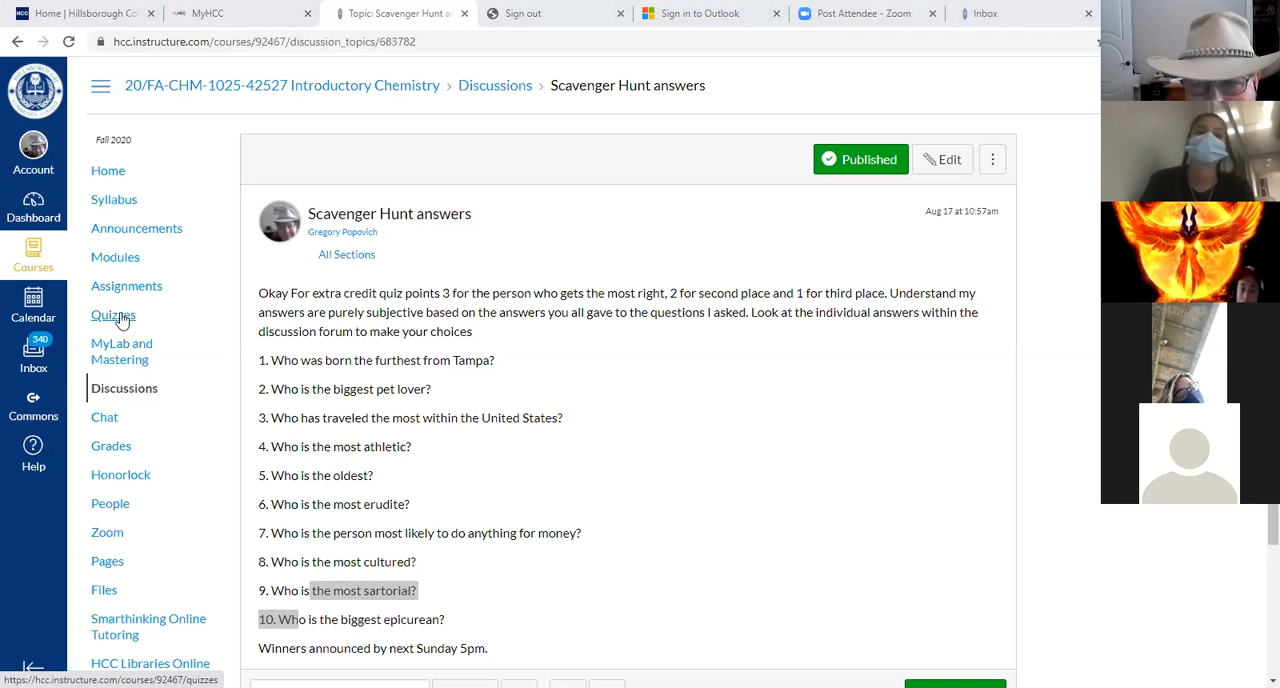 Home | Hillsborough Co
MyHCC
Topic: Scavenger Hunt a
Sign out
Sign in to Outlook
Post Attendee - Zoom
Inbox
hcc.instructure.com/courses/92467/discussion_topics/683782
20/FA-CHM-1025-42527 Introductory Chemistry > Discussions > Scavenger Hunt answers
Account
Dashboard
Courses
Calendar
340
Inbox
Commons
Help
Fall 2020
Home
Syllabus
Announcements
Modules
Assignments
Quizzes
MyLab and
Mastering
Discussions
Chat
Grades
Honorlock
People
Zoom
Pages
Files
Smarthinking Online
Tutoring
HCC Libraries Online
Published
Edit
Scavenger Hunt answers
Aug 17 at 10:57am
Gregory Popovich
All Sections
Okay For extra credit quiz points 3 for the person who gets the most right, 2 for second place and 1 for third place. Understand my
answers are purely subjective based on the answers you all gave to the questions I asked. Look at the individual answers within the
discussion forum to make your choices
1. Who was born the furthest from Tampa?
2. Who is the biggest pet lover?
3. Who has traveled the most within the United States?
4. Who is the most athletic?
5. Who is the oldest?
6. Who is the most erudite?
7. Who is the person most likely to do anything for money?
8. Who is the most cultured?
9. Who is the most sartorial?
10. Who is the biggest epicurean?
Winners announced by next Sunday 5pm.
https://hcc.instructure.com/courses/92467/quizzes